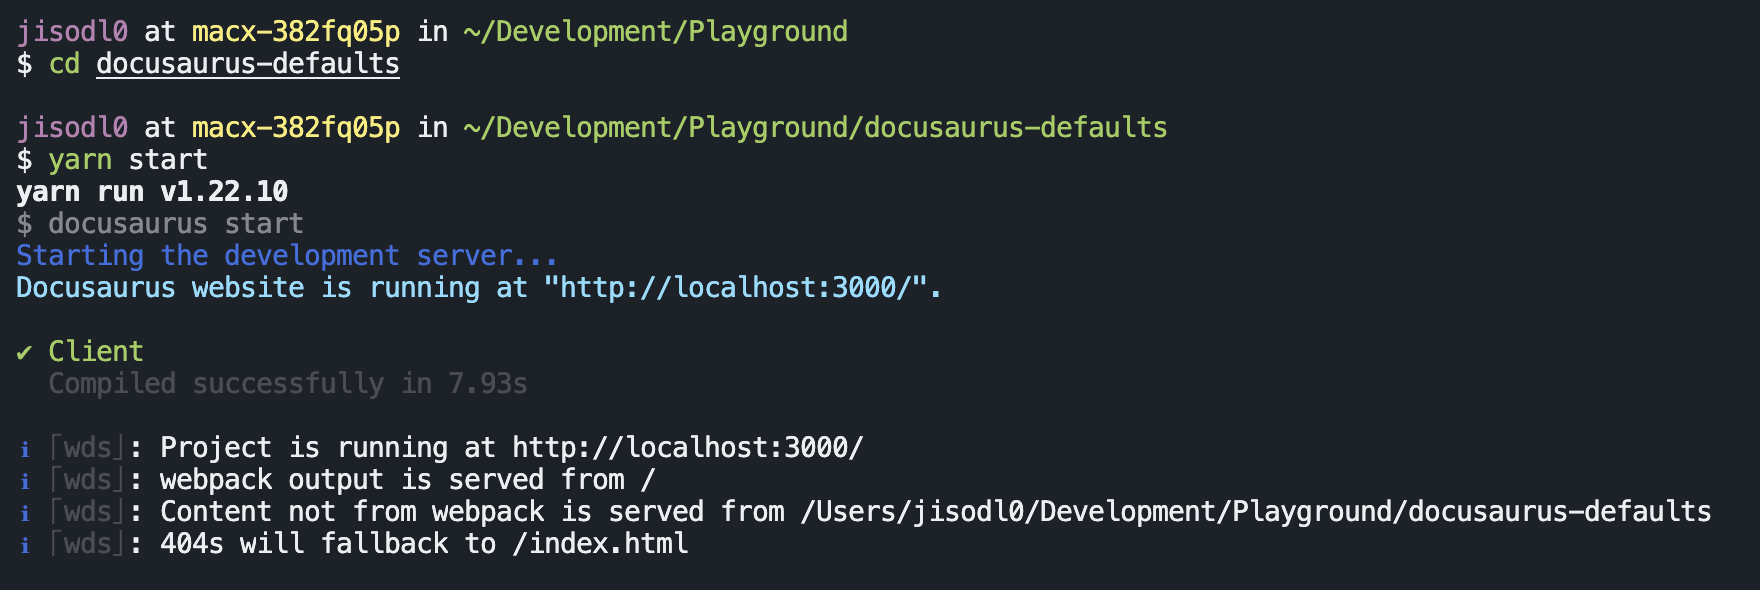 jisodl0 at macx-382fq05p in ~/Development/Playground
$ cd docusaurus-defaults
jisodl0 at macx-382fq05p in ~/Development/Playground/docusaurus-defaults
$ yarn start
yarn run v1.22.10
$ docusaurus start
Starting the development server...
Docusaurus website is running at "http://localhost:3000/".
✔ Client
Compiled successfully in 7.93s
ℹ ⎡wds⎦: Project is running at http://localhost:3000/
ℹ ⎡wds⎦: webpack output is served from /
ℹ ⎡wds⎦: Content not from webpack is served from /Users/jisodl0/Development/Playground/docusaurus-defaults
ℹ ⎡wds⎦: 404s will fallback to /index.html